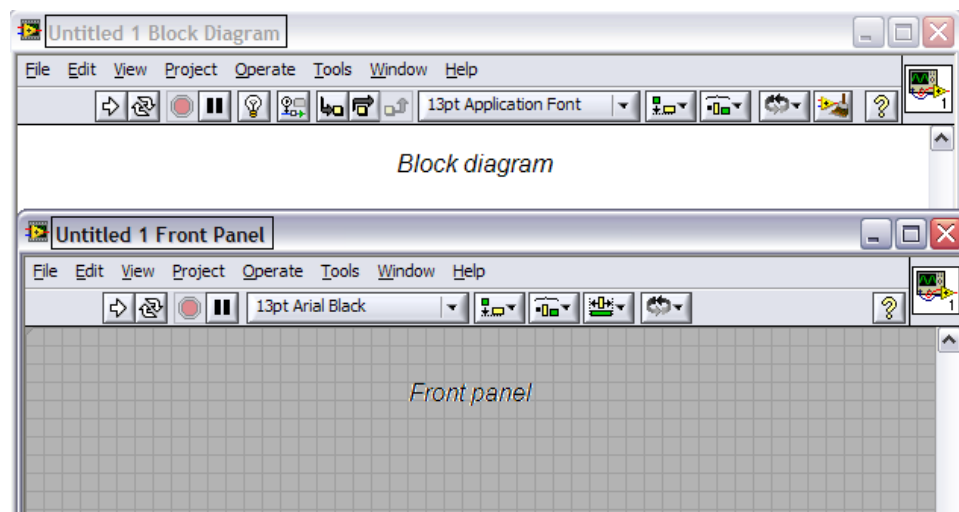 Untitled 1 Block Diagram
File Edit View Project Operate Tools Window Help
13pt Application Font
1
Block diagram
Untitled 1 Front Panel
File Edit View Project Operate Tools Window Help
13pt Arial Black
1
Front panel